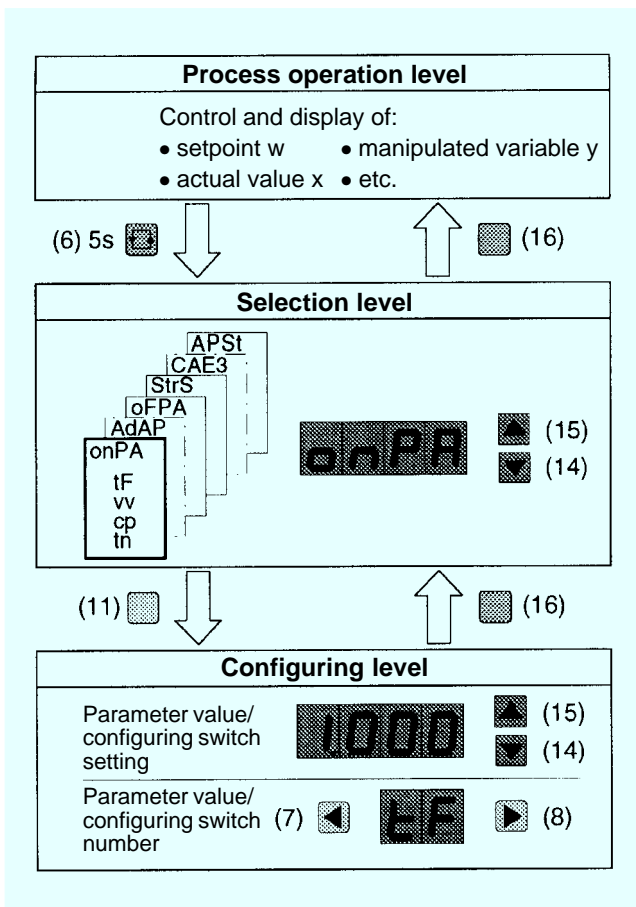 Process operation level
Control and display of:
• setpoint w • manipulated variable y
• actual value x • etc.
(6) 5s (16)
Selection level
APSt
CAE3
StrS
oFPA
AdAP
onPA
tF
vv
cp
tn
onPA
(15)
(14)
(11) (16)
Configuring level
Parameter value/
configuring switch
setting
1.000
(15)
(14)
Parameter value/
configuring switch
number
(7) tF (8)